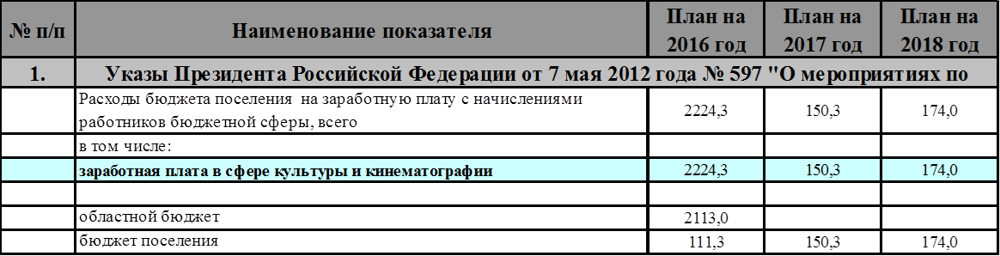 № п/п Наименование показателя План на 2016 год План на 2017 год План на 2018 год
1. Указы Президента Российской Федерации от 7 мая 2012 года № 597 "О мероприятиях по
Расходы бюджета поселения на заработную плату с начислениями
работников бюджетной сферы, всего 2224,3 150,3 174,0
в том числе:
заработная плата в сфере культуры и кинематографии 2224,3 150,3 174,0
областной бюджет 2113,0
бюджет поселения 111,3 150,3 174,0